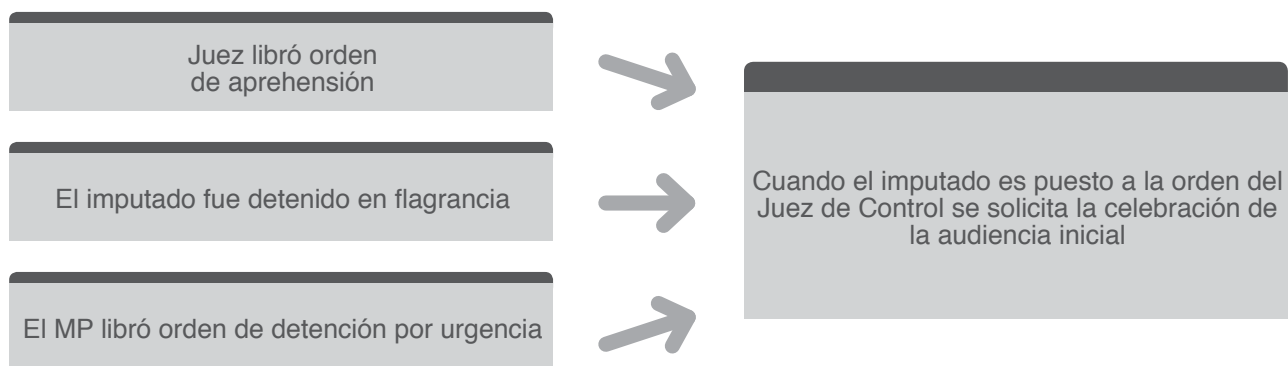 Juez libró orden
de aprehensión
El imputado fue detenido en flagrancia
El MP libró orden de detención por urgencia
Cuando el imputado es puesto a la orden del
Juez de Control se solicita la celebración de
la audiencia inicial